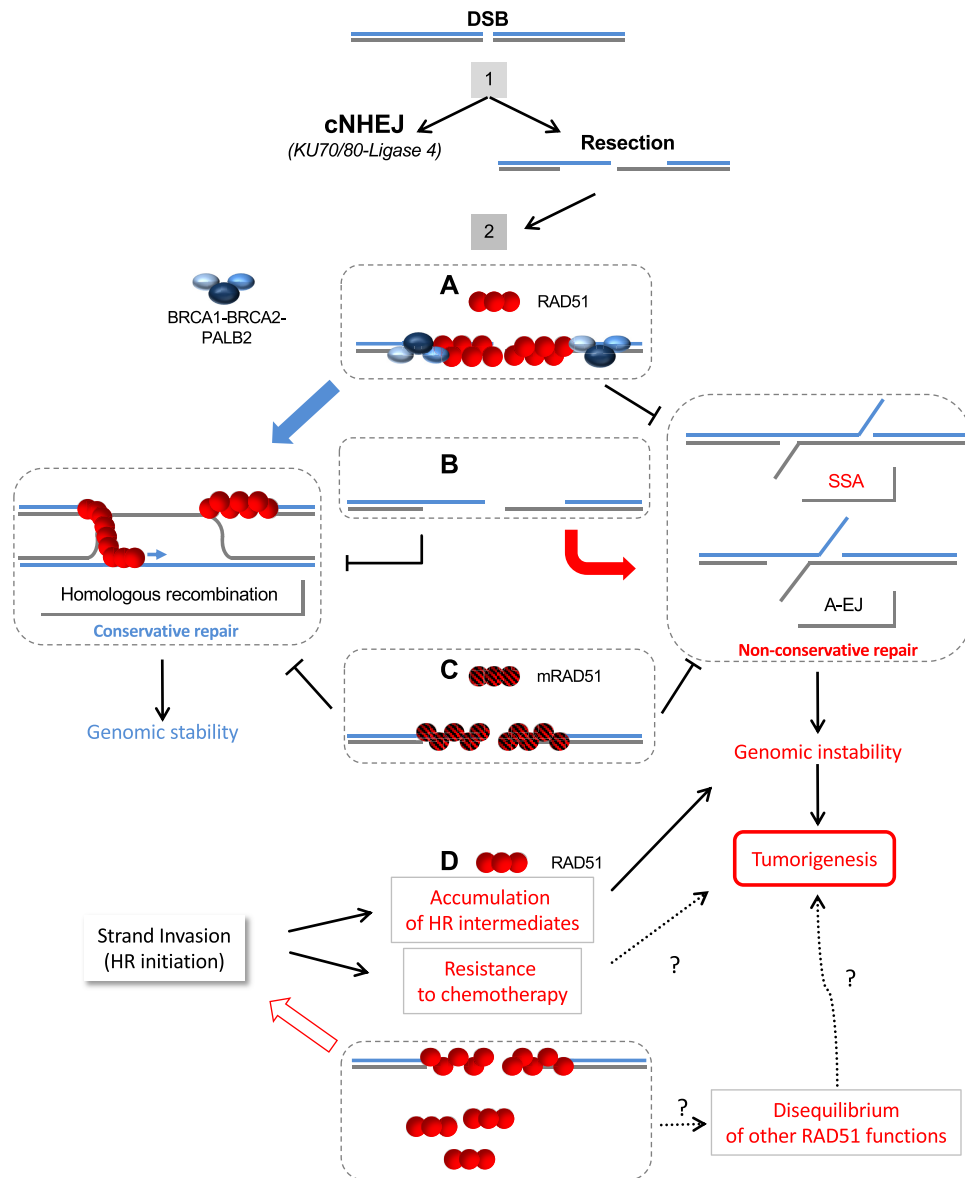 DSB
1
cNHEJ
(KU70/80-Ligase 4)
Resection
2
A
RAD51
BRCA1-BRCA2-
PALB2
B
SSA
A-EJ
Non-conservative repair
Homologous recombination
Conservative repair
C
mRAD51
Genomic stability
Genomic instability
D
RAD51
Tumorigenesis
Accumulation
of HR intermediates
Strand Invasion
(HR initiation)
Resistance
to chemotherapy
?
?
?
Disequilibrium
of other RAD51 functions